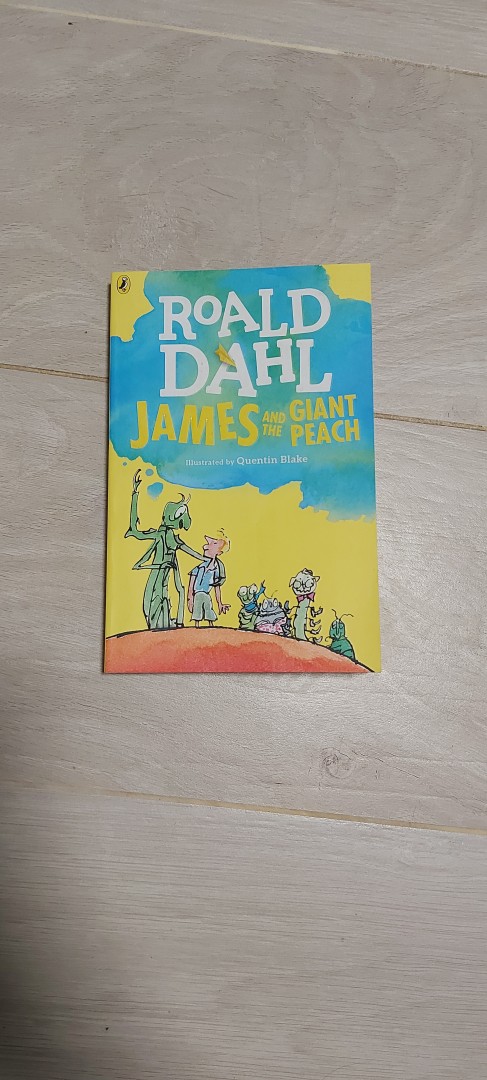 ROALD
DAHL
JAMES AND THE GIANT PEACH
Illustrated by Quentin Blake